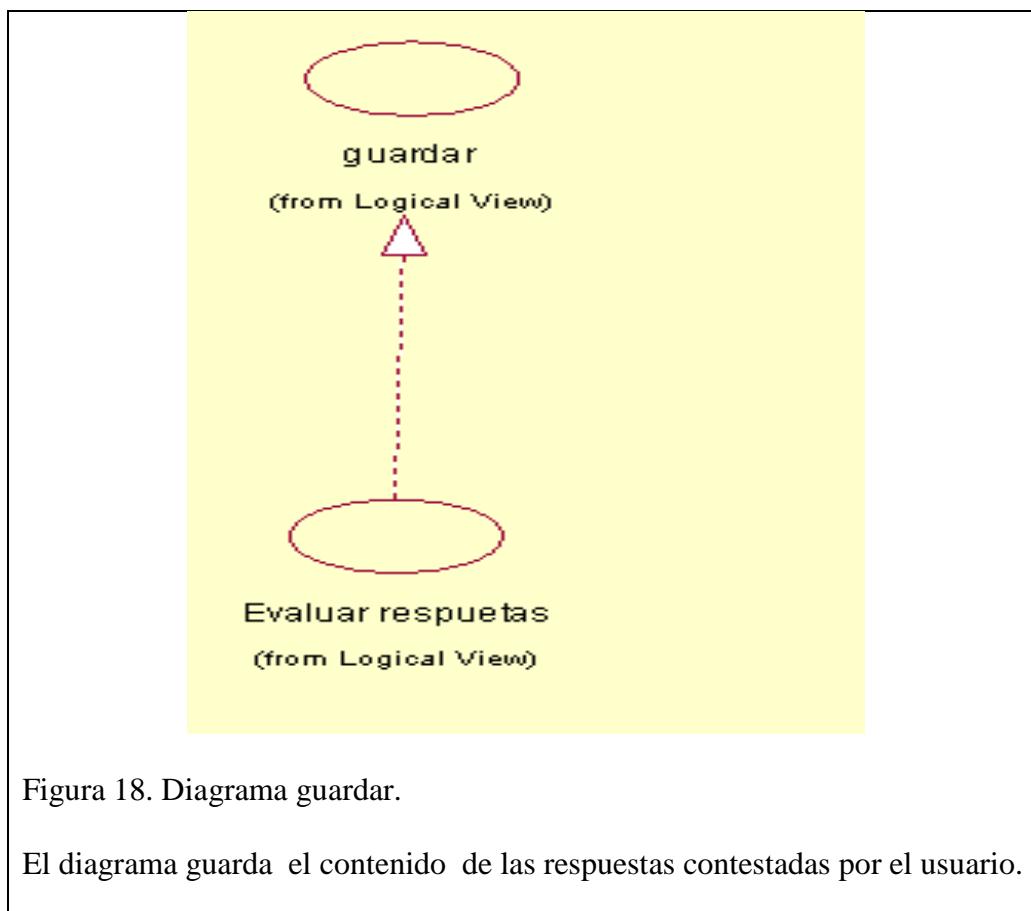 guardar
(from Logical View)
Evaluar respuetas
(from Logical View)
Figura 18. Diagrama guardar.
El diagrama guarda el contenido de las respuestas contestadas por el usuario.